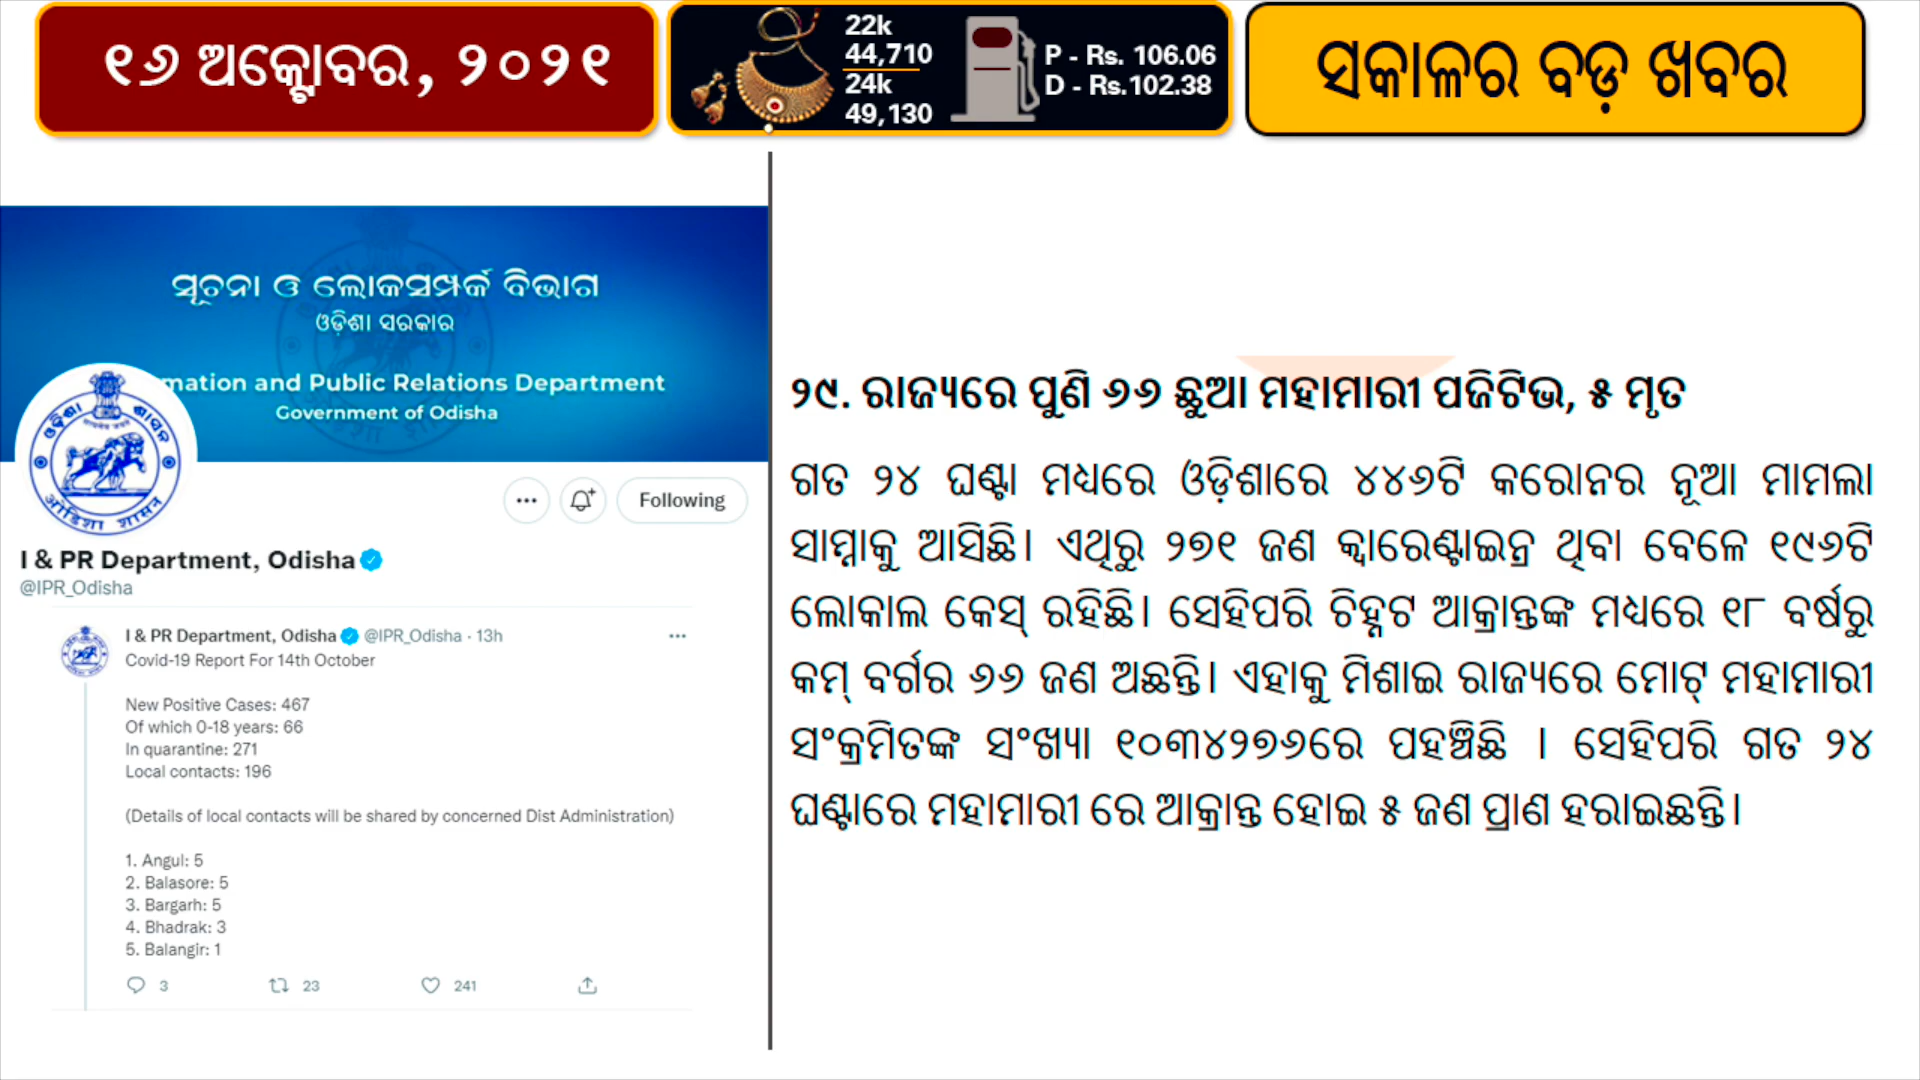 ୧୬ ଅକ୍ଟୋବର, ୨୦୨୧
22k
44,710
24k
49,130
P - Rs. 106.06
D - Rs.102.38
ସକାଳର ବଡ଼ ଖବର
ସୂଚନା ଓ ଲୋକସମ୍ପର୍କ ବିଭାଗ
ଓଡ଼ିଶା ସରକାର
mation and Public Relations Department
Government of Odisha
ଓଡ଼ିଶା ଶାସନ
ओडिशा शासन
Following
I & PR Department, Odisha
@IPR_Odisha
I & PR Department, Odisha @IPR_Odisha · 13h
Covid-19 Report For 14th October
New Positive Cases: 467
Of which 0-18 years: 66
In quarantine: 271
Local contacts: 196
(Details of local contacts will be shared by concerned Dist Administration)
1. Angul: 5
2. Balasore: 5
3. Bargarh: 5
4. Bhadrak: 3
5. Balangir: 1
3 23 241
୨୯. ରାଜ୍ୟରେ ପୁଣି ୬୬ ଛୁଆ ମହାମାରୀ ପଜିଟିଭ, ୫ ମୃତ
ଗତ ୨୪ ଘଣ୍ଟା ମଧ୍ୟରେ ଓଡ଼ିଶାରେ ୪୪୬ଟି କରୋନର ନୂଆ ମାମଲା
ସାମ୍ନାକୁ ଆସିଛି। ଏଥିରୁ ୨୭୧ ଜଣ କ୍ୱାରେଣ୍ଟାଇନ୍ର ଥିବା ବେଳେ ୧୯୬ଟି
ଲୋକାଲ କେସ୍ ରହିଛି। ସେହିପରି ଚିହ୍ନଟ ଆକ୍ରାନ୍ତଙ୍କ ମଧ୍ୟରେ ୧୮ ବର୍ଷରୁ
କମ୍ ବର୍ଗର ୬୬ ଜଣ ଅଛନ୍ତି। ଏହାକୁ ମିଶାଇ ରାଜ୍ୟରେ ମୋଟ୍ ମହାମାରୀ
ସଂକ୍ରମିତଙ୍କ ସଂଖ୍ୟା ୧୦୩୪୨୭୬ରେ ପହଞ୍ଚିଛି । ସେହିପରି ଗତ ୨୪
ଘଣ୍ଟାରେ ମହାମାରୀ ରେ ଆକ୍ରାନ୍ତ ହୋଇ ୫ ଜଣ ପ୍ରାଣ ହରାଇଛନ୍ତି।